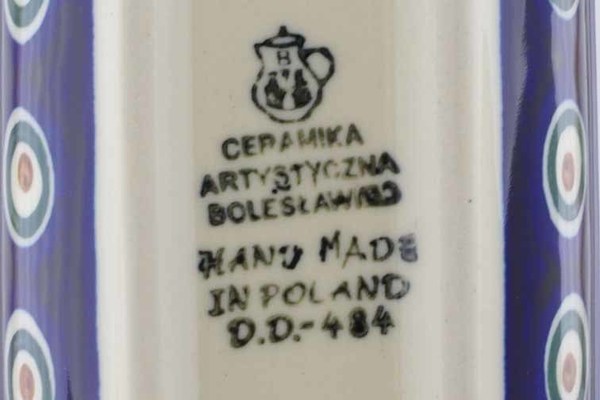 B
CERAMIKA
ARTYSTYCZNA
BOLESŁAWIEC
HAND MADE
IN POLAND
D.D.-484